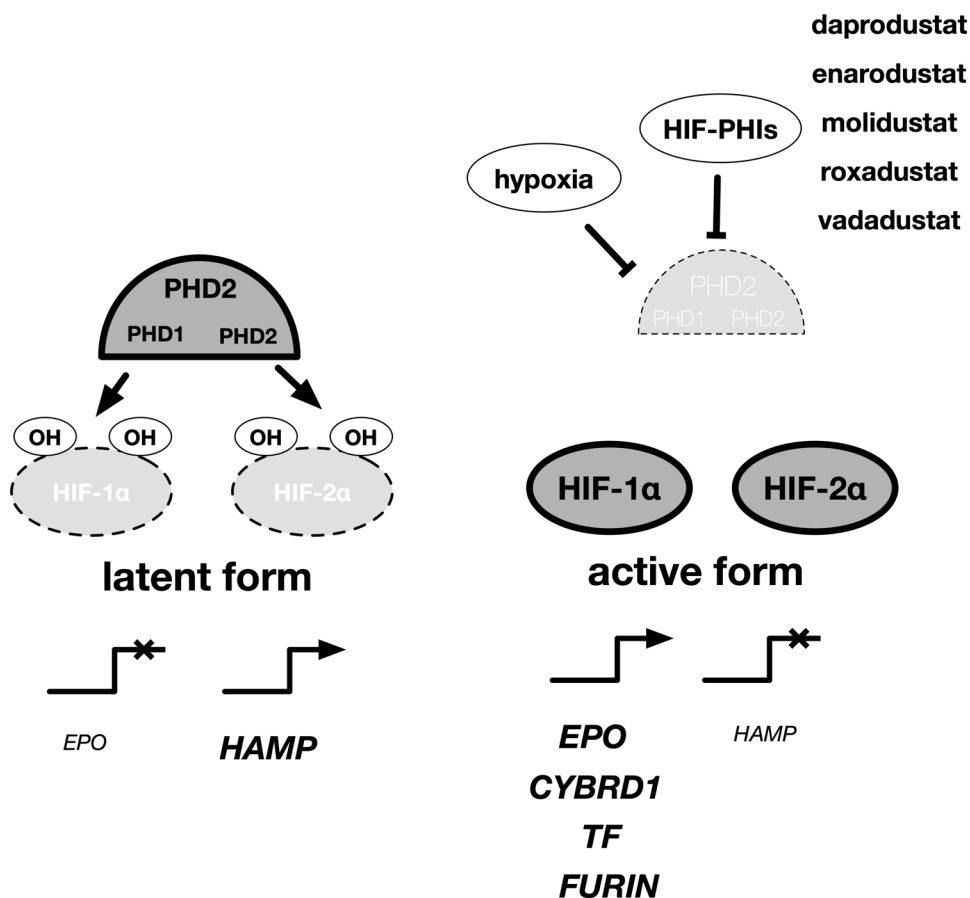 daprodustat
enarodustat
HIF-PHIs
molidustat
hypoxia
roxadustat
vadadustat
PHD2
PHD1 PHD2
PHD2
PHD1 PHD2
OH OH OH OH
HIF-1α HIF-2α
HIF-1α HIF-2α
latent form
active form
EPO HAMP
EPO HAMP
CYBRD1
TF
FURIN